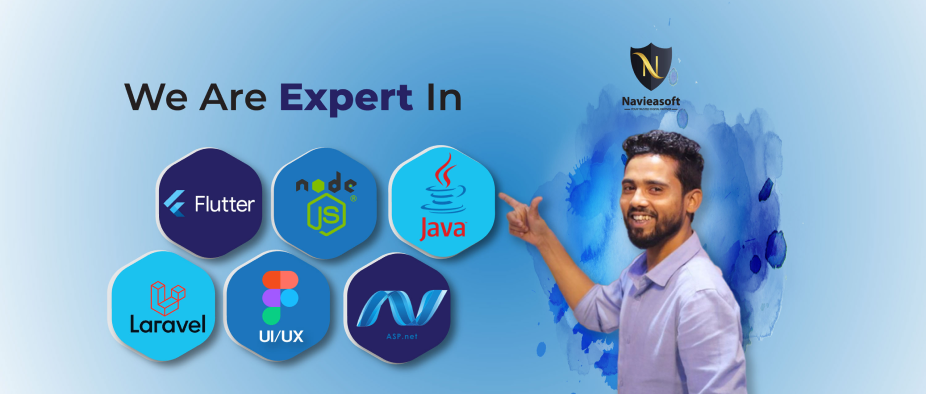 We Are Expert In
N
Navieasoft
Flutter
node
JS
®
Java
Laravel
UI/UX
ASP.net